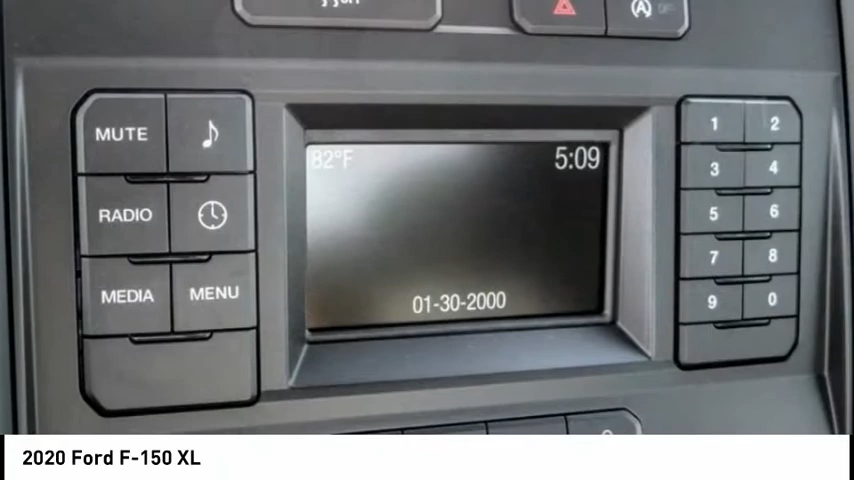 MUTE
RADIO
MEDIA MENU
82°F 5:09
01-30-2000
1 2
3 4
5 6
7 8
9 0
2020 Ford F-150 XL